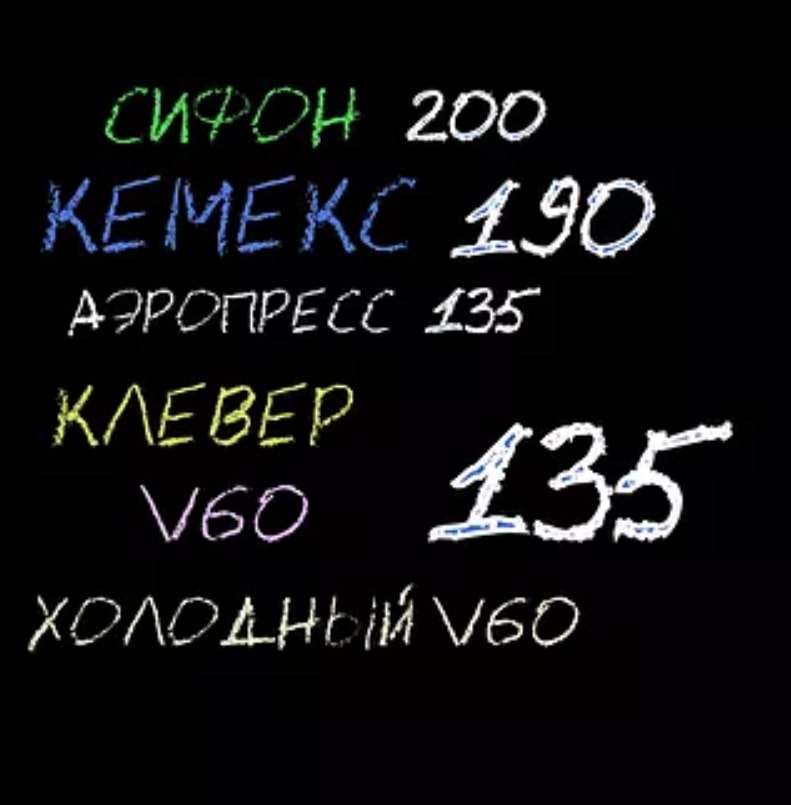 СИФОН 200
КЕМЕКС 190
АЭРОПРЕСС 135
КЛЕВЕР
135
V60
ХОЛОДНЫЙ V60